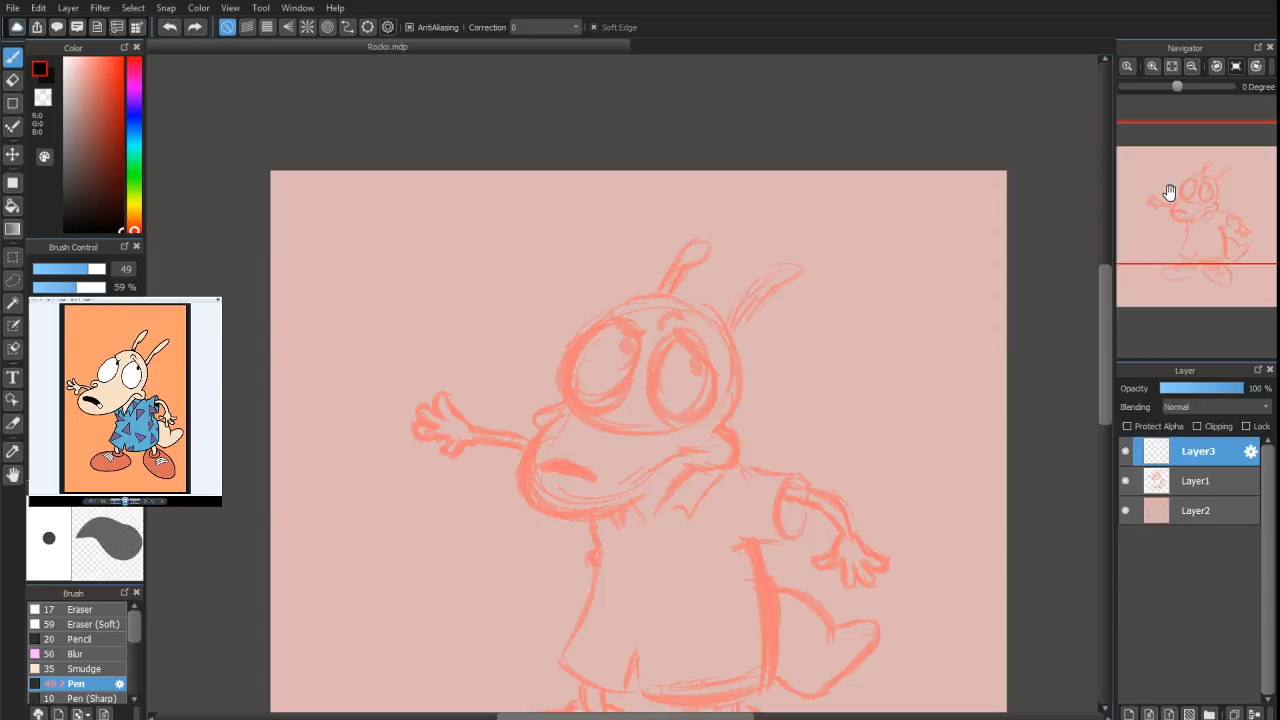 File Edit Layer Filter Select Snap Color View Tool Window Help
AntiAliasing Correction 0 Soft Edge
Rocko.mdp
Color
R:0
G:0
B:0
Brush Control
49
59 %
Brush
17 Eraser
59 Eraser (Soft)
20 Pencil
50 Blur
35 Smudge
49 Pen
10 Pen (Sharp)
Navigator
0 Degree
Layer
Opacity 100 %
Blending Normal
Protect Alpha Clipping Lock
Layer3
Layer1
Layer2